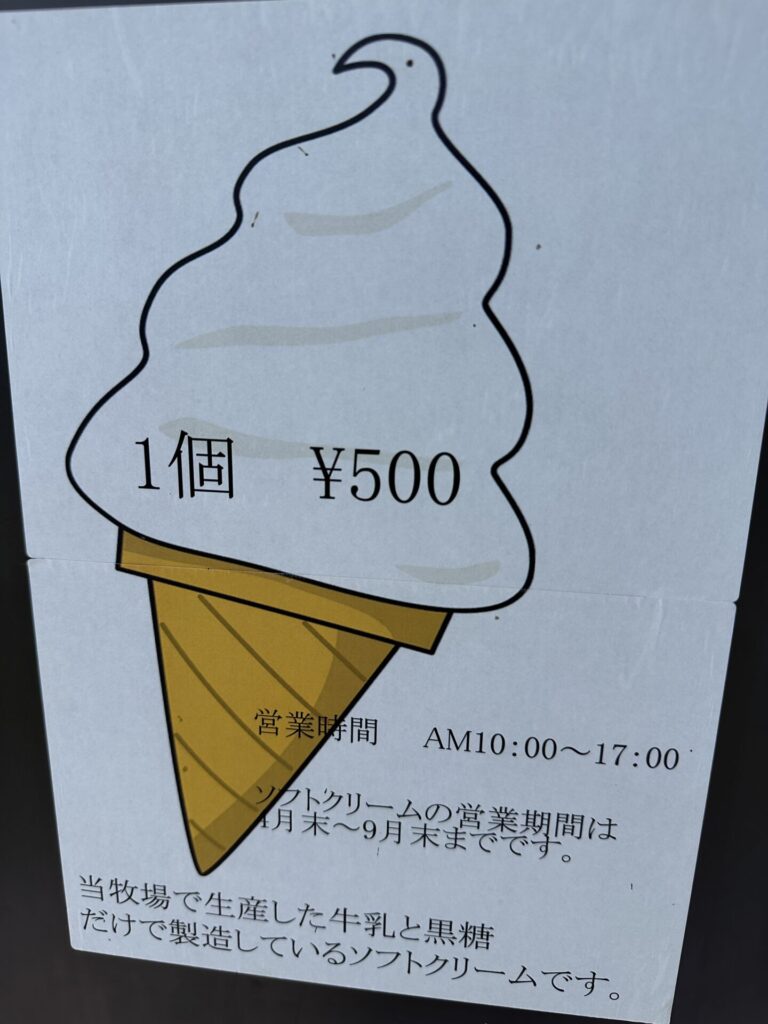 1個 ¥500
営業時間 AM10:00～17:00
ソフトクリームの営業期間は
4月末～9月末までです。
当牧場で生産した牛乳と黒糖
だけで製造しているソフトクリームです。